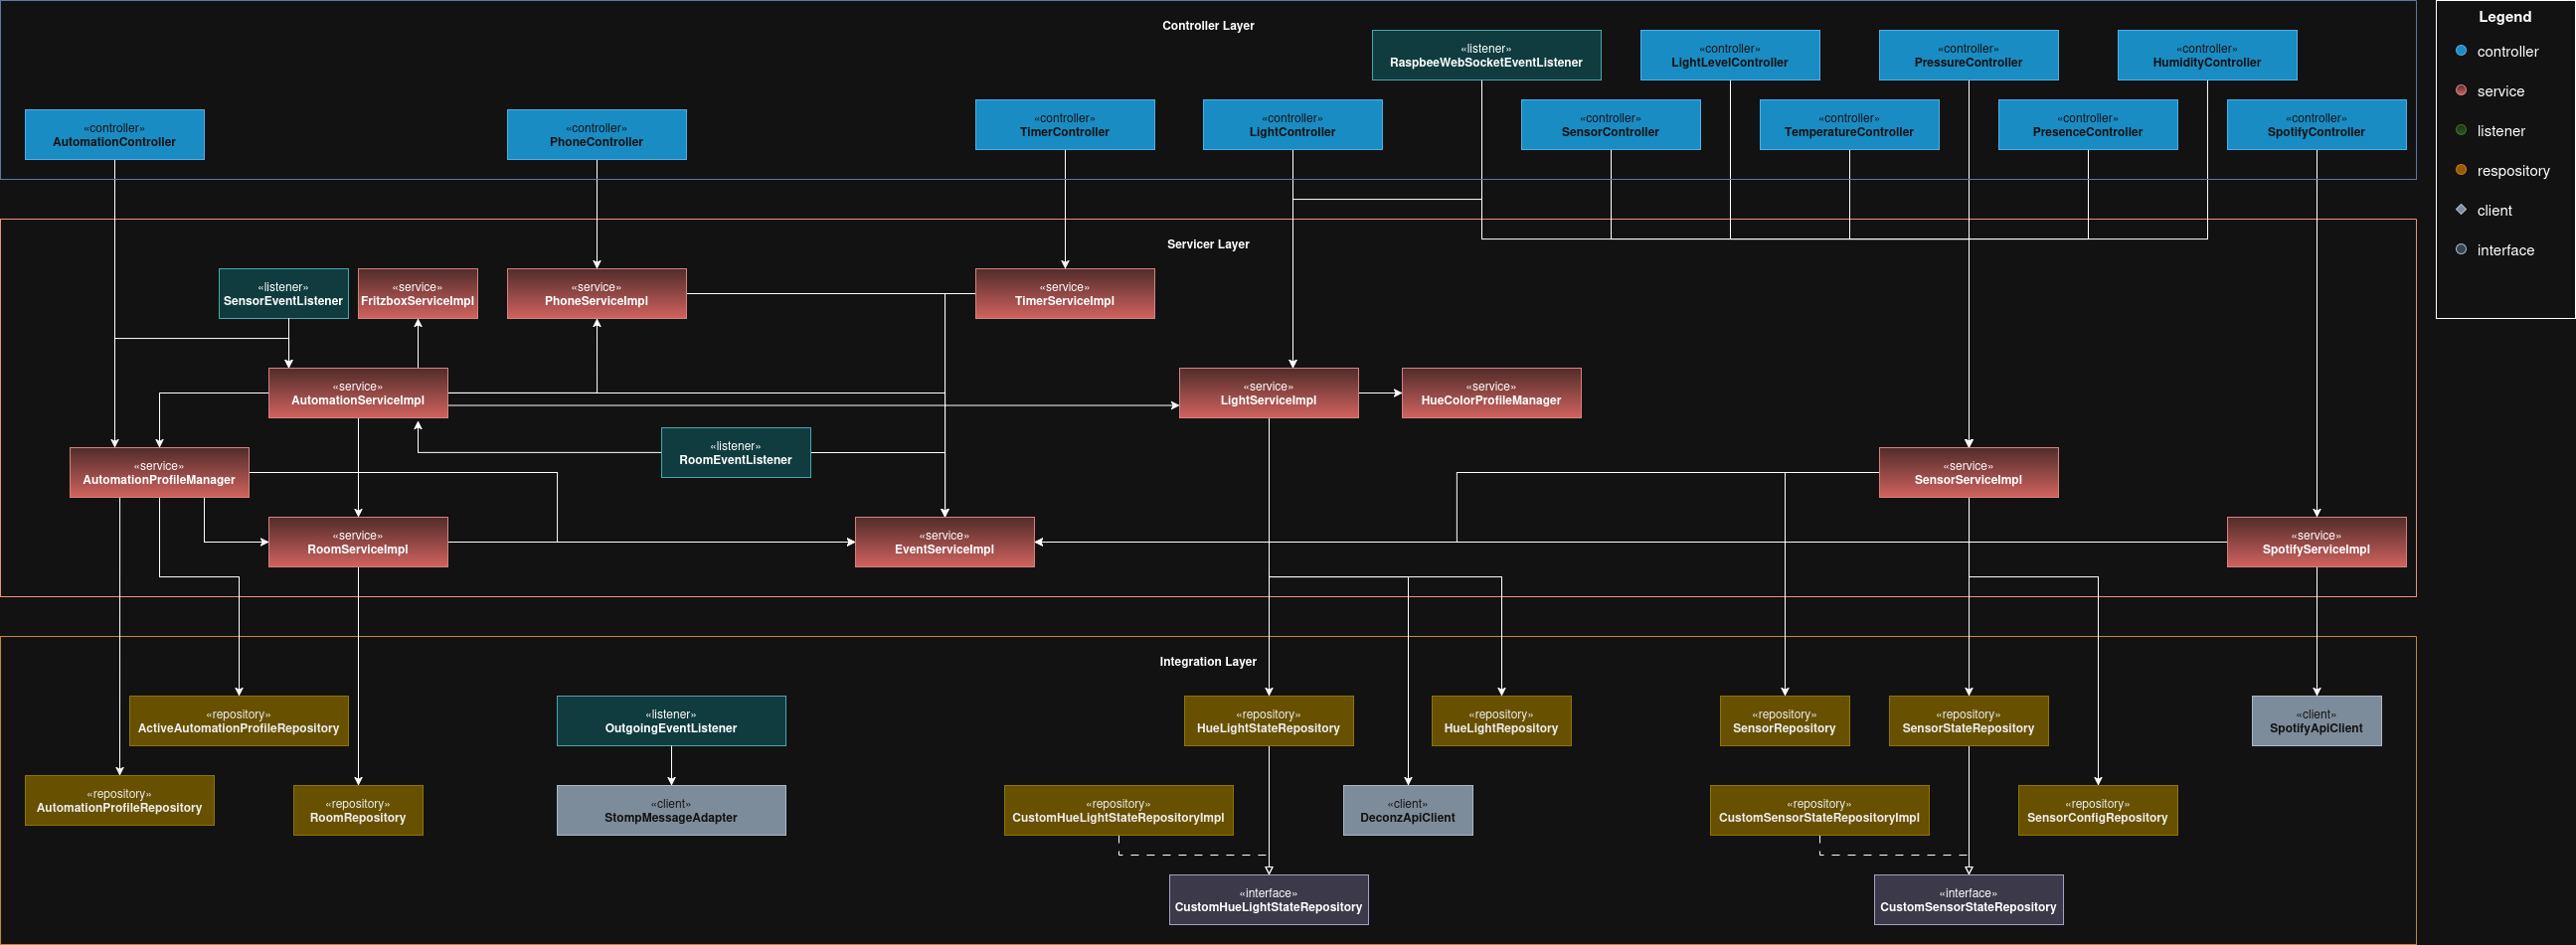 Controller Layer
«listener»
RaspbeeWebSocketEventListener
«controller»
LightLevelController
«controller»
PressureController
«controller»
HumidityController
«controller»
AutomationController
«controller»
PhoneController
«controller»
TimerController
«controller»
LightController
«controller»
SensorController
«controller»
TemperatureController
«controller»
PresenceController
«controller»
SpotifyController
Servicer Layer
«listener»
SensorEventListener
«service»
FritzboxServiceImpl
«service»
PhoneServiceImpl
«service»
TimerServiceImpl
«service»
AutomationServiceImpl
«service»
LightServiceImpl
«service»
HueColorProfileManager
«listener»
RoomEventListener
«service»
AutomationProfileManager
«service»
SensorServiceImpl
«service»
RoomServiceImpl
«service»
EventServiceImpl
«service»
SpotifyServiceImpl
Integration Layer
«repository»
ActiveAutomationProfileRepository
«listener»
OutgoingEventListener
«repository»
HueLightStateRepository
«repository»
HueLightRepository
«repository»
SensorRepository
«repository»
SensorStateRepository
«client»
SpotifyApiClient
«repository»
AutomationProfileRepository
«repository»
RoomRepository
«client»
StompMessageAdapter
«repository»
CustomHueLightStateRepositoryImpl
«client»
DeconzApiClient
«repository»
CustomSensorStateRepositoryImpl
«repository»
SensorConfigRepository
«interface»
CustomHueLightStateRepository
«interface»
CustomSensorStateRepository
Legend
controller
service
listener
respository
client
interface